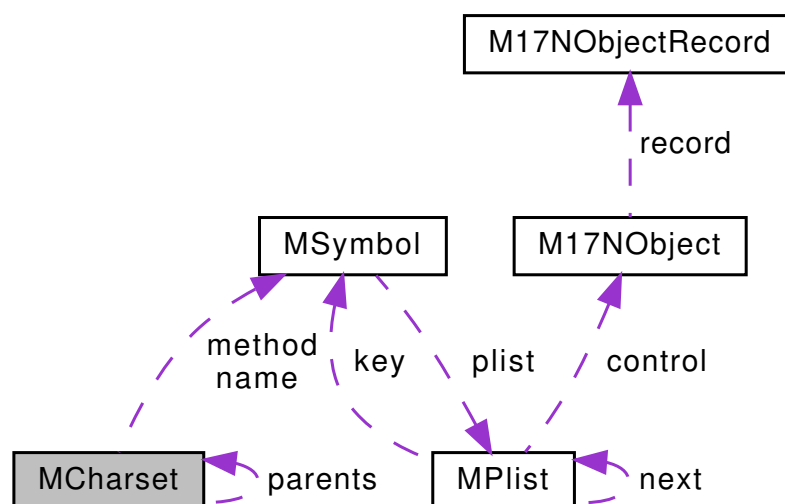 M17NObjectRecord
record
MSymbol
M17NObject
method
name
key
plist
control
MCharset
parents
MPlist
next